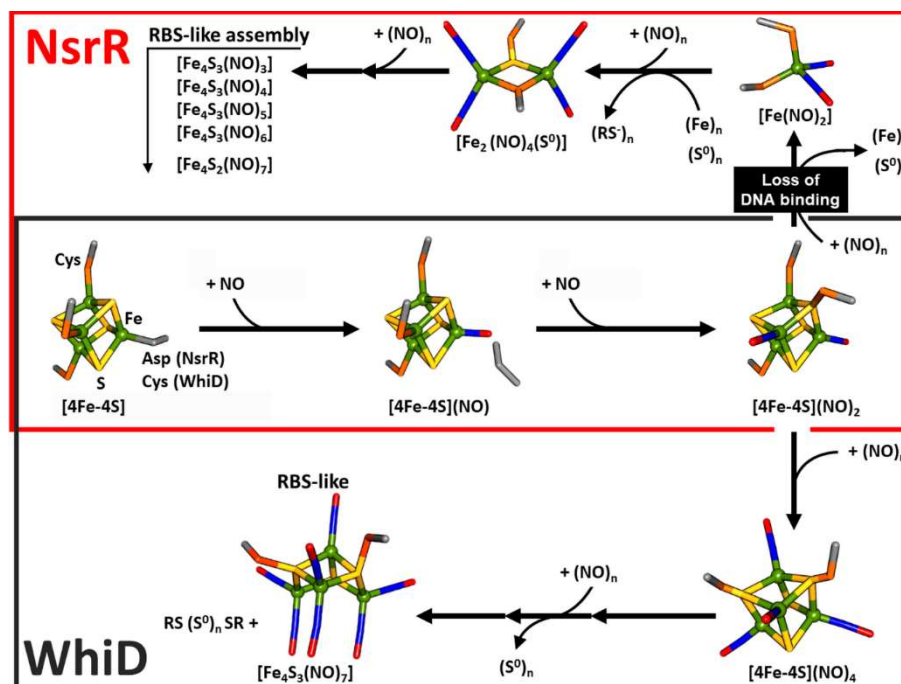 NsrR
RBS-like assembly
[Fe4S3(NO)3]
[Fe4S3(NO)4]
[Fe4S3(NO)5]
[Fe4S3(NO)6]
[Fe4S2(NO)7]
+ (NO)n
[Fe2 (NO)4(S⁰)]
+ (NO)n
(RS⁻)n
(Fe)n
(S⁰)n
[Fe(NO)2]
(Fe)
(S⁰)
Loss of
DNA binding
+ (NO)n
Cys
Fe
S
Asp (NsrR)
Cys (WhiD)
[4Fe-4S]
+ NO
[4Fe-4S](NO)
+ NO
[4Fe-4S](NO)2
+ (NO)
RBS-like
RS (S⁰)n SR +
[Fe4S3(NO)7]
+ (NO)n
(S⁰)n
[4Fe-4S](NO)4
WhiD